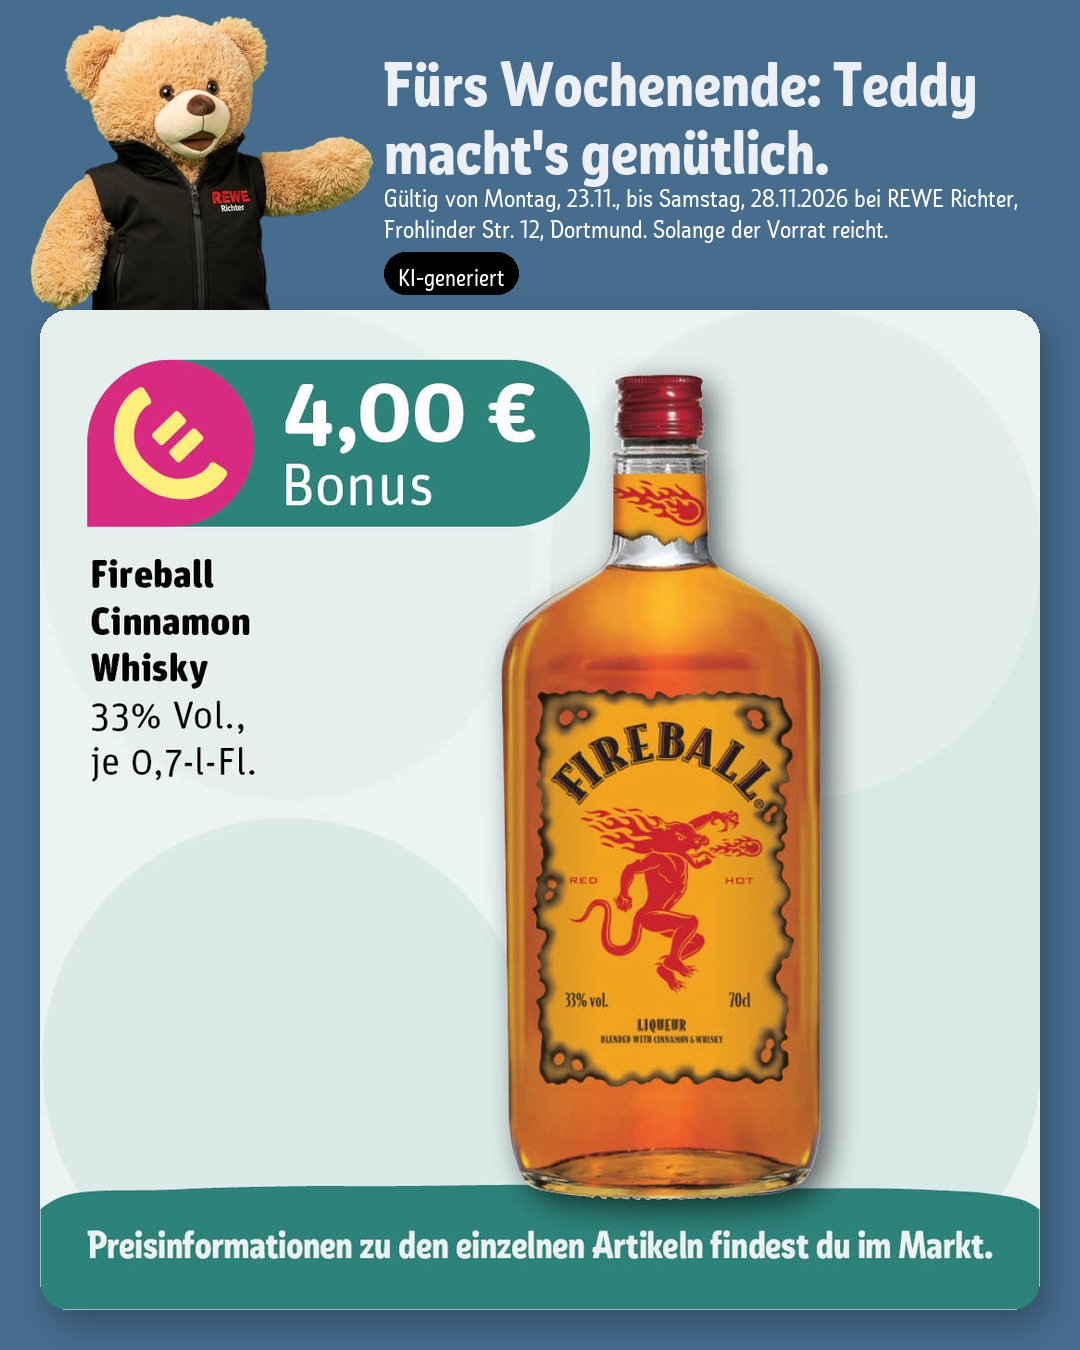 Fürs Wochenende: Teddy
macht's gemütlich.
Gültig von Montag, 23.11., bis Samstag, 28.11.2026 bei REWE Richter,
Frohlinder Str. 12, Dortmund. Solange der Vorrat reicht.
KI-generiert
REWE
Richter
4,00 €
Bonus
Fireball
Cinnamon
Whisky
33% Vol.,
je 0,7-l-Fl.
FIREBALL®
RED HOT
33% vol. 70cl
LIQUEUR
BLENDED WITH CINNAMON & WHISKY
Preisinformationen zu den einzelnen Artikeln findest du im Markt.